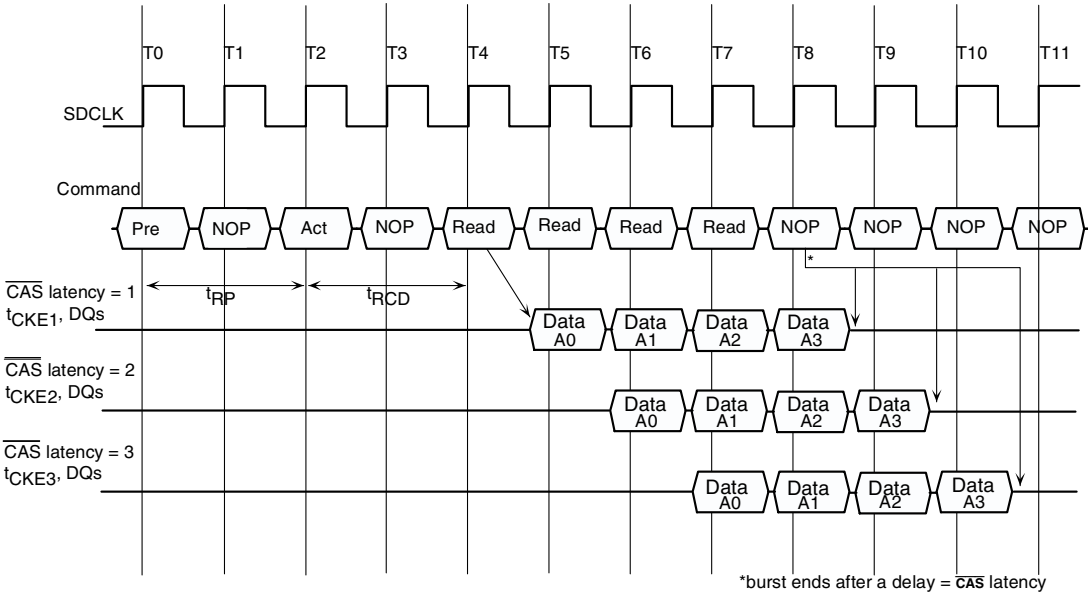 T0 T1 T2 T3 T4 T5 T6 T7 T8 T9 T10 T11
SDCLK
Command
Pre NOP Act NOP Read Read Read Read NOP NOP NOP NOP
*
tRP tRCD
CAS latency = 1
tCKE1, DQs
Data A0 Data A1 Data A2 Data A3
CAS latency = 2
tCKE2, DQs
Data A0 Data A1 Data A2 Data A3
CAS latency = 3
tCKE3, DQs
Data A0 Data A1 Data A2 Data A3
*burst ends after a delay = CAS latency